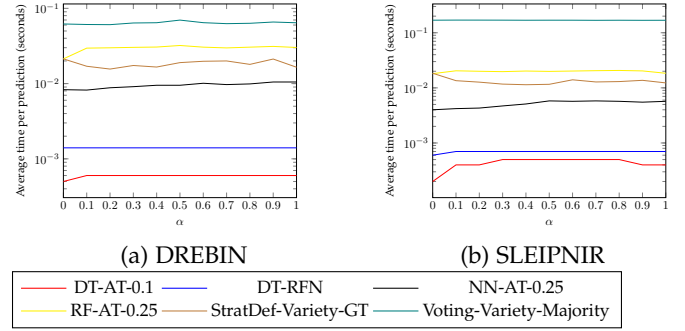 10^{-1}
10^{-2}
10^{-3}
Average time per prediction (seconds)
0 0.1 0.2 0.3 0.4 0.5 0.6 0.7 0.8 0.9 1
α
(a) DREBIN
10^{-1}
10^{-2}
10^{-3}
Average time per prediction (seconds)
0 0.1 0.2 0.3 0.4 0.5 0.6 0.7 0.8 0.9 1
α
(b) SLEIPNIR
DT-AT-0.1 DT-RFN NN-AT-0.25
RF-AT-0.25 StratDef-Variety-GT Voting-Variety-Majority